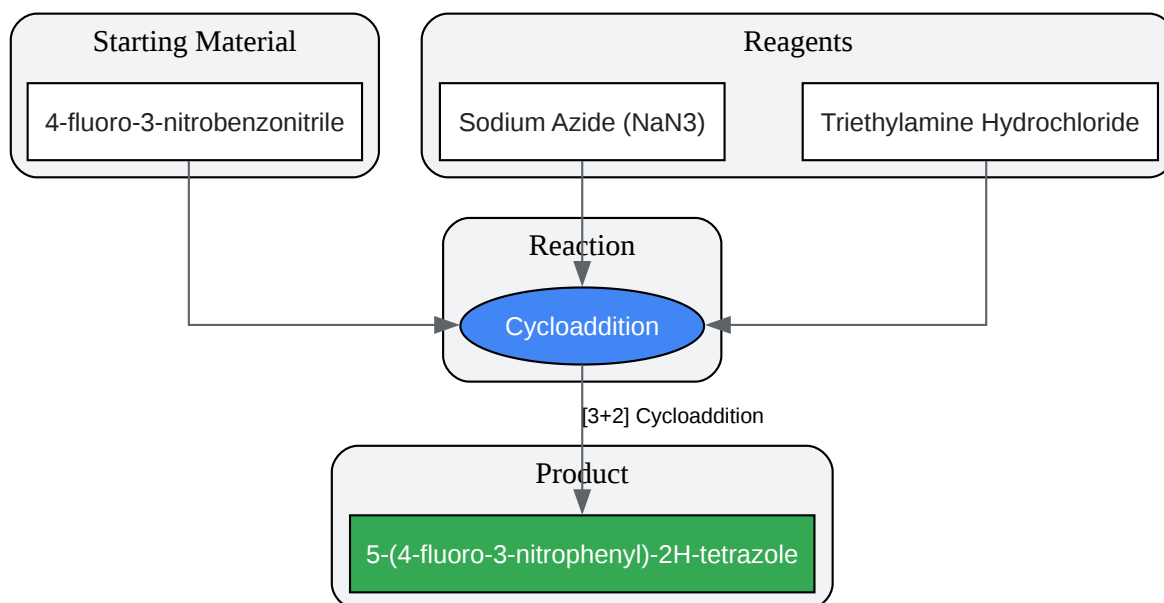 Starting Material
Reagents
4-fluoro-3-nitrobenzonitrile
Sodium Azide (NaN3)
Triethylamine Hydrochloride
Reaction
Cycloaddition
[3+2] Cycloaddition
Product
5-(4-fluoro-3-nitrophenyl)-2H-tetrazole